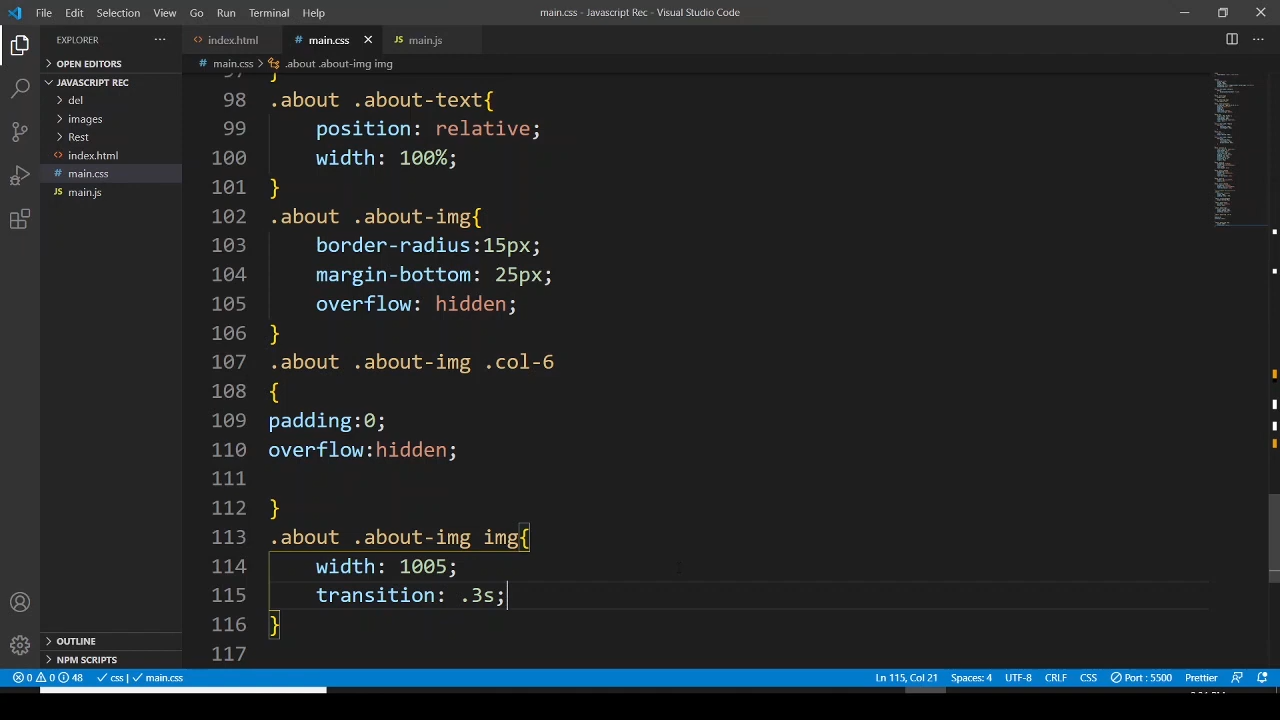 File Edit Selection View Go Run Terminal Help
main.css - Javascript Rec - Visual Studio Code
EXPLORER
index.html
main.css
main.js
OPEN EDITORS
main.css > .about .about-img img
JAVASCRIPT REC
del
images
Rest
index.html
main.css
main.js
98 .about .about-text{
99 position: relative;
100 width: 100%;
101 }
102 .about .about-img{
103 border-radius:15px;
104 margin-bottom: 25px;
105 overflow: hidden;
106 }
107 .about .about-img .col-6
108 {
109 padding:0;
110 overflow:hidden;
111
112 }
113 .about .about-img img{
114 width: 1005;
115 transition: .3s;
116 }
117
OUTLINE
NPM SCRIPTS
0 0 48 css | main.css Ln 115, Col 21 Spaces: 4 UTF-8 CRLF CSS Port : 5500 Prettier